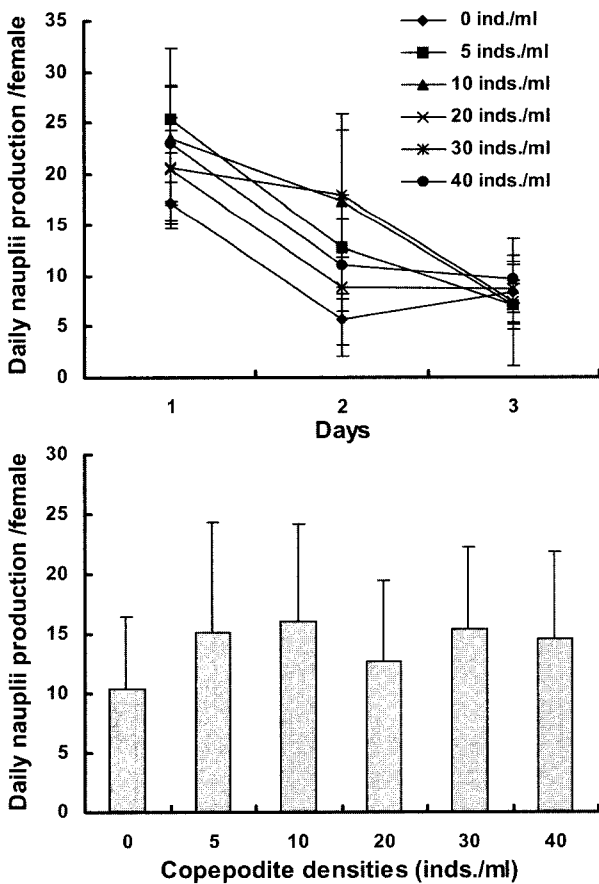 Daily nauplii production /female
35
30
25
20
15
10
5
0
0 ind./ml
5 inds./ml
10 inds./ml
20 inds./ml
30 inds./ml
40 inds./ml
1 2 3
Days
Daily nauplii production /female
30
25
20
15
10
5
0
0 5 10 20 30 40
Copepodite densities (inds./ml)